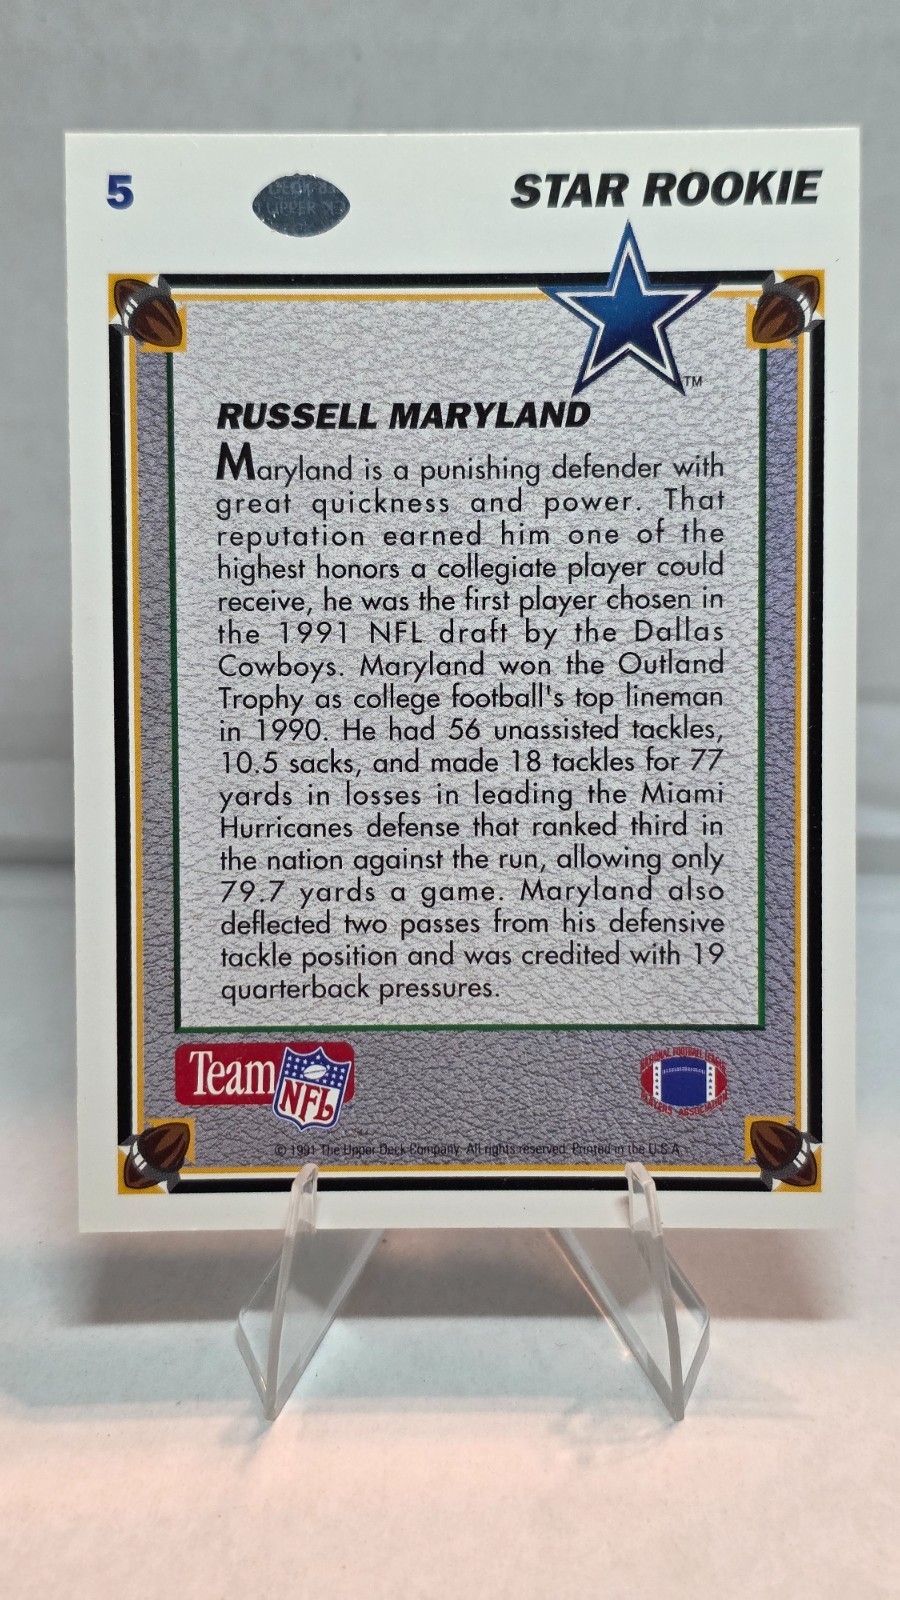 5
STAR ROOKIE
UPPER
TM
RUSSELL MARYLAND
Maryland is a punishing defender with
great quickness and power. That
reputation earned him one of the
highest honors a collegiate player could
receive, he was the first player chosen in
the 1991 NFL draft by the Dallas
Cowboys. Maryland won the Outland
Trophy as college football's top lineman
in 1990. He had 56 unassisted tackles,
10.5 sacks, and made 18 tackles for 77
yards in losses in leading the Miami
Hurricanes defense that ranked third in
the nation against the run, allowing only
79.7 yards a game. Maryland also
deflected two passes from his defensive
tackle position and was credited with 19
quarterback pressures.
Team
NFL
NATIONAL FOOTBALL LEAGUE
PLAYERS ASSOCIATION
© 1991 The Upper Deck Company. All rights reserved. Printed in the U.S.A.